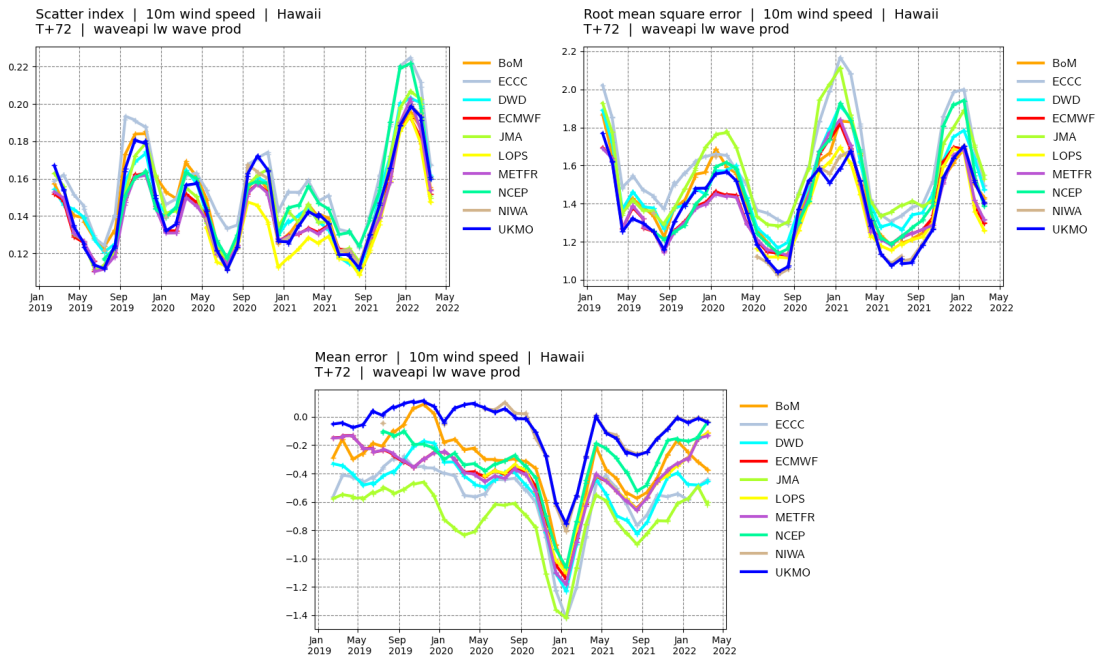 Scatter index | 10m wind speed | Hawaii
T+72 | waveapi lw wave prod
0.22
0.20
0.18
0.16
0.14
0.12
Jan 2019
May 2019
Sep 2019
Jan 2020
May 2020
Sep 2020
Jan 2021
May 2021
Sep 2021
Jan 2022
May 2022
BoM
ECCC
DWD
ECMWF
JMA
LOPS
METFR
NCEP
NIWA
UKMO
Root mean square error | 10m wind speed | Hawaii
T+72 | waveapi lw wave prod
2.2
2.0
1.8
1.6
1.4
1.2
1.0
Jan 2019
May 2019
Sep 2019
Jan 2020
May 2020
Sep 2020
Jan 2021
May 2021
Sep 2021
Jan 2022
May 2022
BoM
ECCC
DWD
ECMWF
JMA
LOPS
METFR
NCEP
NIWA
UKMO
Mean error | 10m wind speed | Hawaii
T+72 | waveapi lw wave prod
0.0
−0.2
−0.4
−0.6
−0.8
−1.0
−1.2
−1.4
Jan 2019
May 2019
Sep 2019
Jan 2020
May 2020
Sep 2020
Jan 2021
May 2021
Sep 2021
Jan 2022
May 2022
BoM
ECCC
DWD
ECMWF
JMA
LOPS
METFR
NCEP
NIWA
UKMO